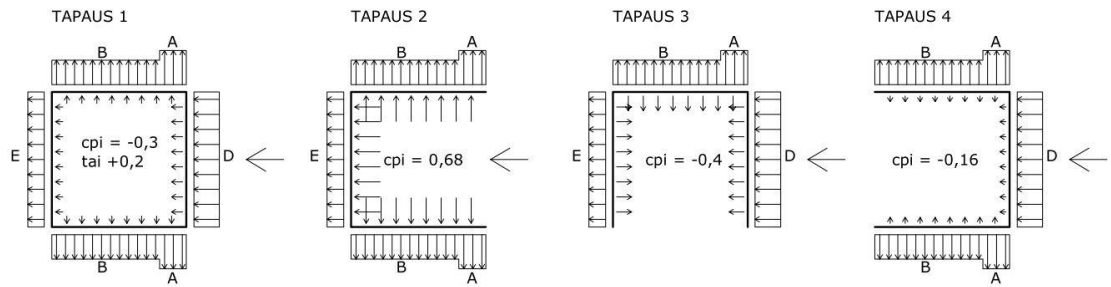 TAPAUS 1
TAPAUS 2
TAPAUS 3
TAPAUS 4
B
A
B
A
B
A
A
E
cpi = -0,3
tai +0,2
D
E
cpi = 0,68
E
cpi = -0,4
D
cpi = -0,16
D
B
A
B
A
B
A